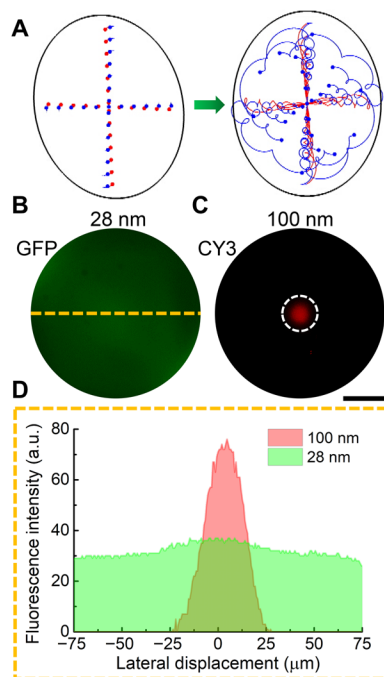 A
B 28 nm
GFP
C 100 nm
CY3
D
Fluorescence intensity (a.u.)
80
60
40
20
0
100 nm
28 nm
−75 −50 −25 0 25 50 75
Lateral displacement (μm)